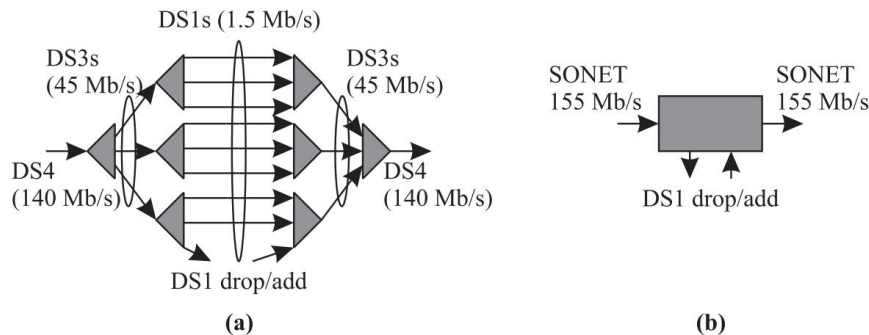 DS1s (1.5 Mb/s)
DS3s
(45 Mb/s)
DS3s
(45 Mb/s)
DS4
(140 Mb/s)
DS4
(140 Mb/s)
DS1 drop/add
(a)
SONET
155 Mb/s
SONET
155 Mb/s
DS1 drop/add
(b)